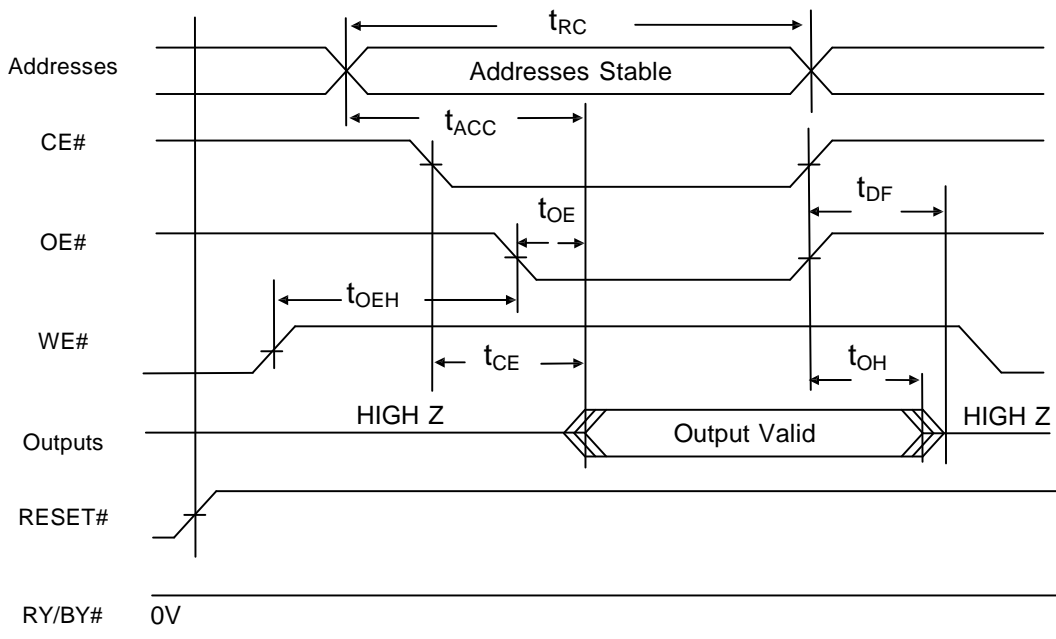 tRC
Addresses
Addresses Stable
tACC
CE#
tDF
tOE
OE#
tOEH
WE#
tCE
tOH
HIGH Z
HIGH Z
Outputs
Output Valid
RESET#
RY/BY#
0V